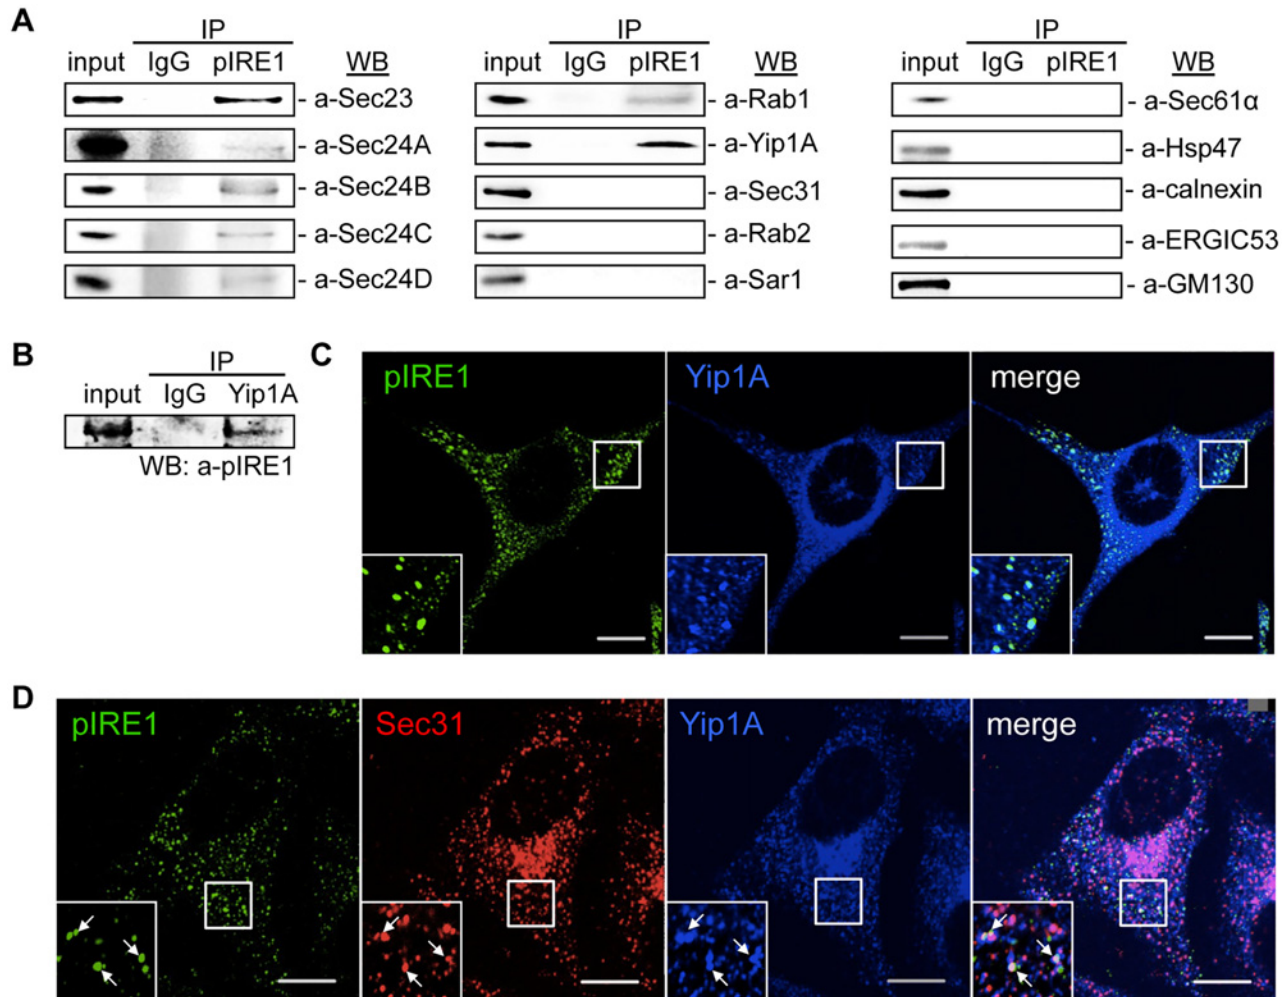 A
IP
input IgG pIRE1 WB
- a-Sec23
- a-Sec24A
- a-Sec24B
- a-Sec24C
- a-Sec24D
IP
input IgG pIRE1 WB
- a-Rab1
- a-Yip1A
- a-Sec31
- a-Rab2
- a-Sar1
IP
input IgG pIRE1 WB
- a-Sec61α
- a-Hsp47
- a-calnexin
- a-ERGIC53
- a-GM130
B
IP
input IgG Yip1A
WB: a-pIRE1
C
pIRE1 Yip1A merge
D
pIRE1 Sec31 Yip1A merge